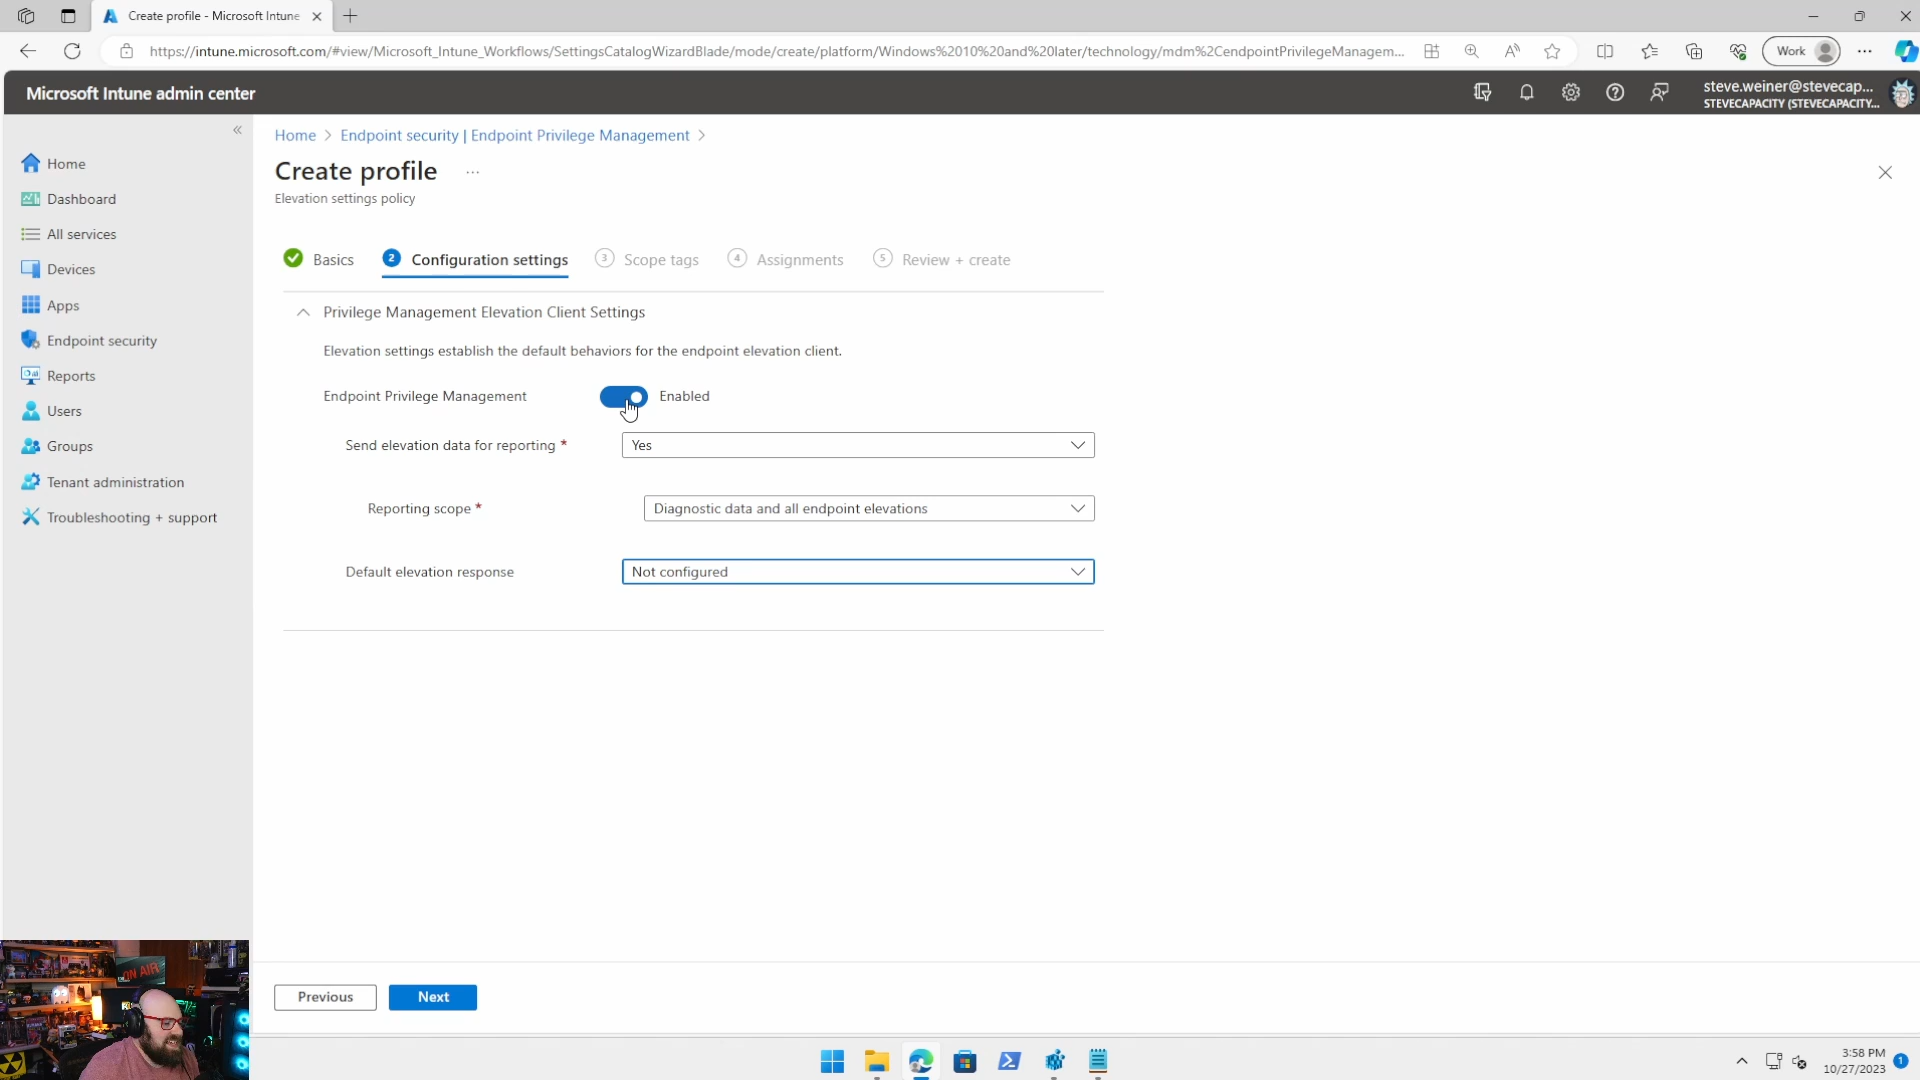 Create profile - Microsoft Intune
https://intune.microsoft.com/#view/Microsoft_Intune_Workflows/SettingsCatalogWizardBlade/mode/create/platform/Windows%2010%20and%20later/technology/mdm%2CendpointPrivilegeManagem...
Work
Microsoft Intune admin center
steve.weiner@stevecap...
STEVECAPACITY (STEVECAPACITY...
Home
Dashboard
All services
Devices
Apps
Endpoint security
Reports
Users
Groups
Tenant administration
Troubleshooting + support
Home > Endpoint security | Endpoint Privilege Management >
Create profile ...
Elevation settings policy
Basics
2 Configuration settings
3 Scope tags
4 Assignments
5 Review + create
Privilege Management Elevation Client Settings
Elevation settings establish the default behaviors for the endpoint elevation client.
Endpoint Privilege Management Enabled
Send elevation data for reporting * Yes
Reporting scope * Diagnostic data and all endpoint elevations
Default elevation response Not configured
Previous
Next
ON AIR
3:58 PM
10/27/2023
1